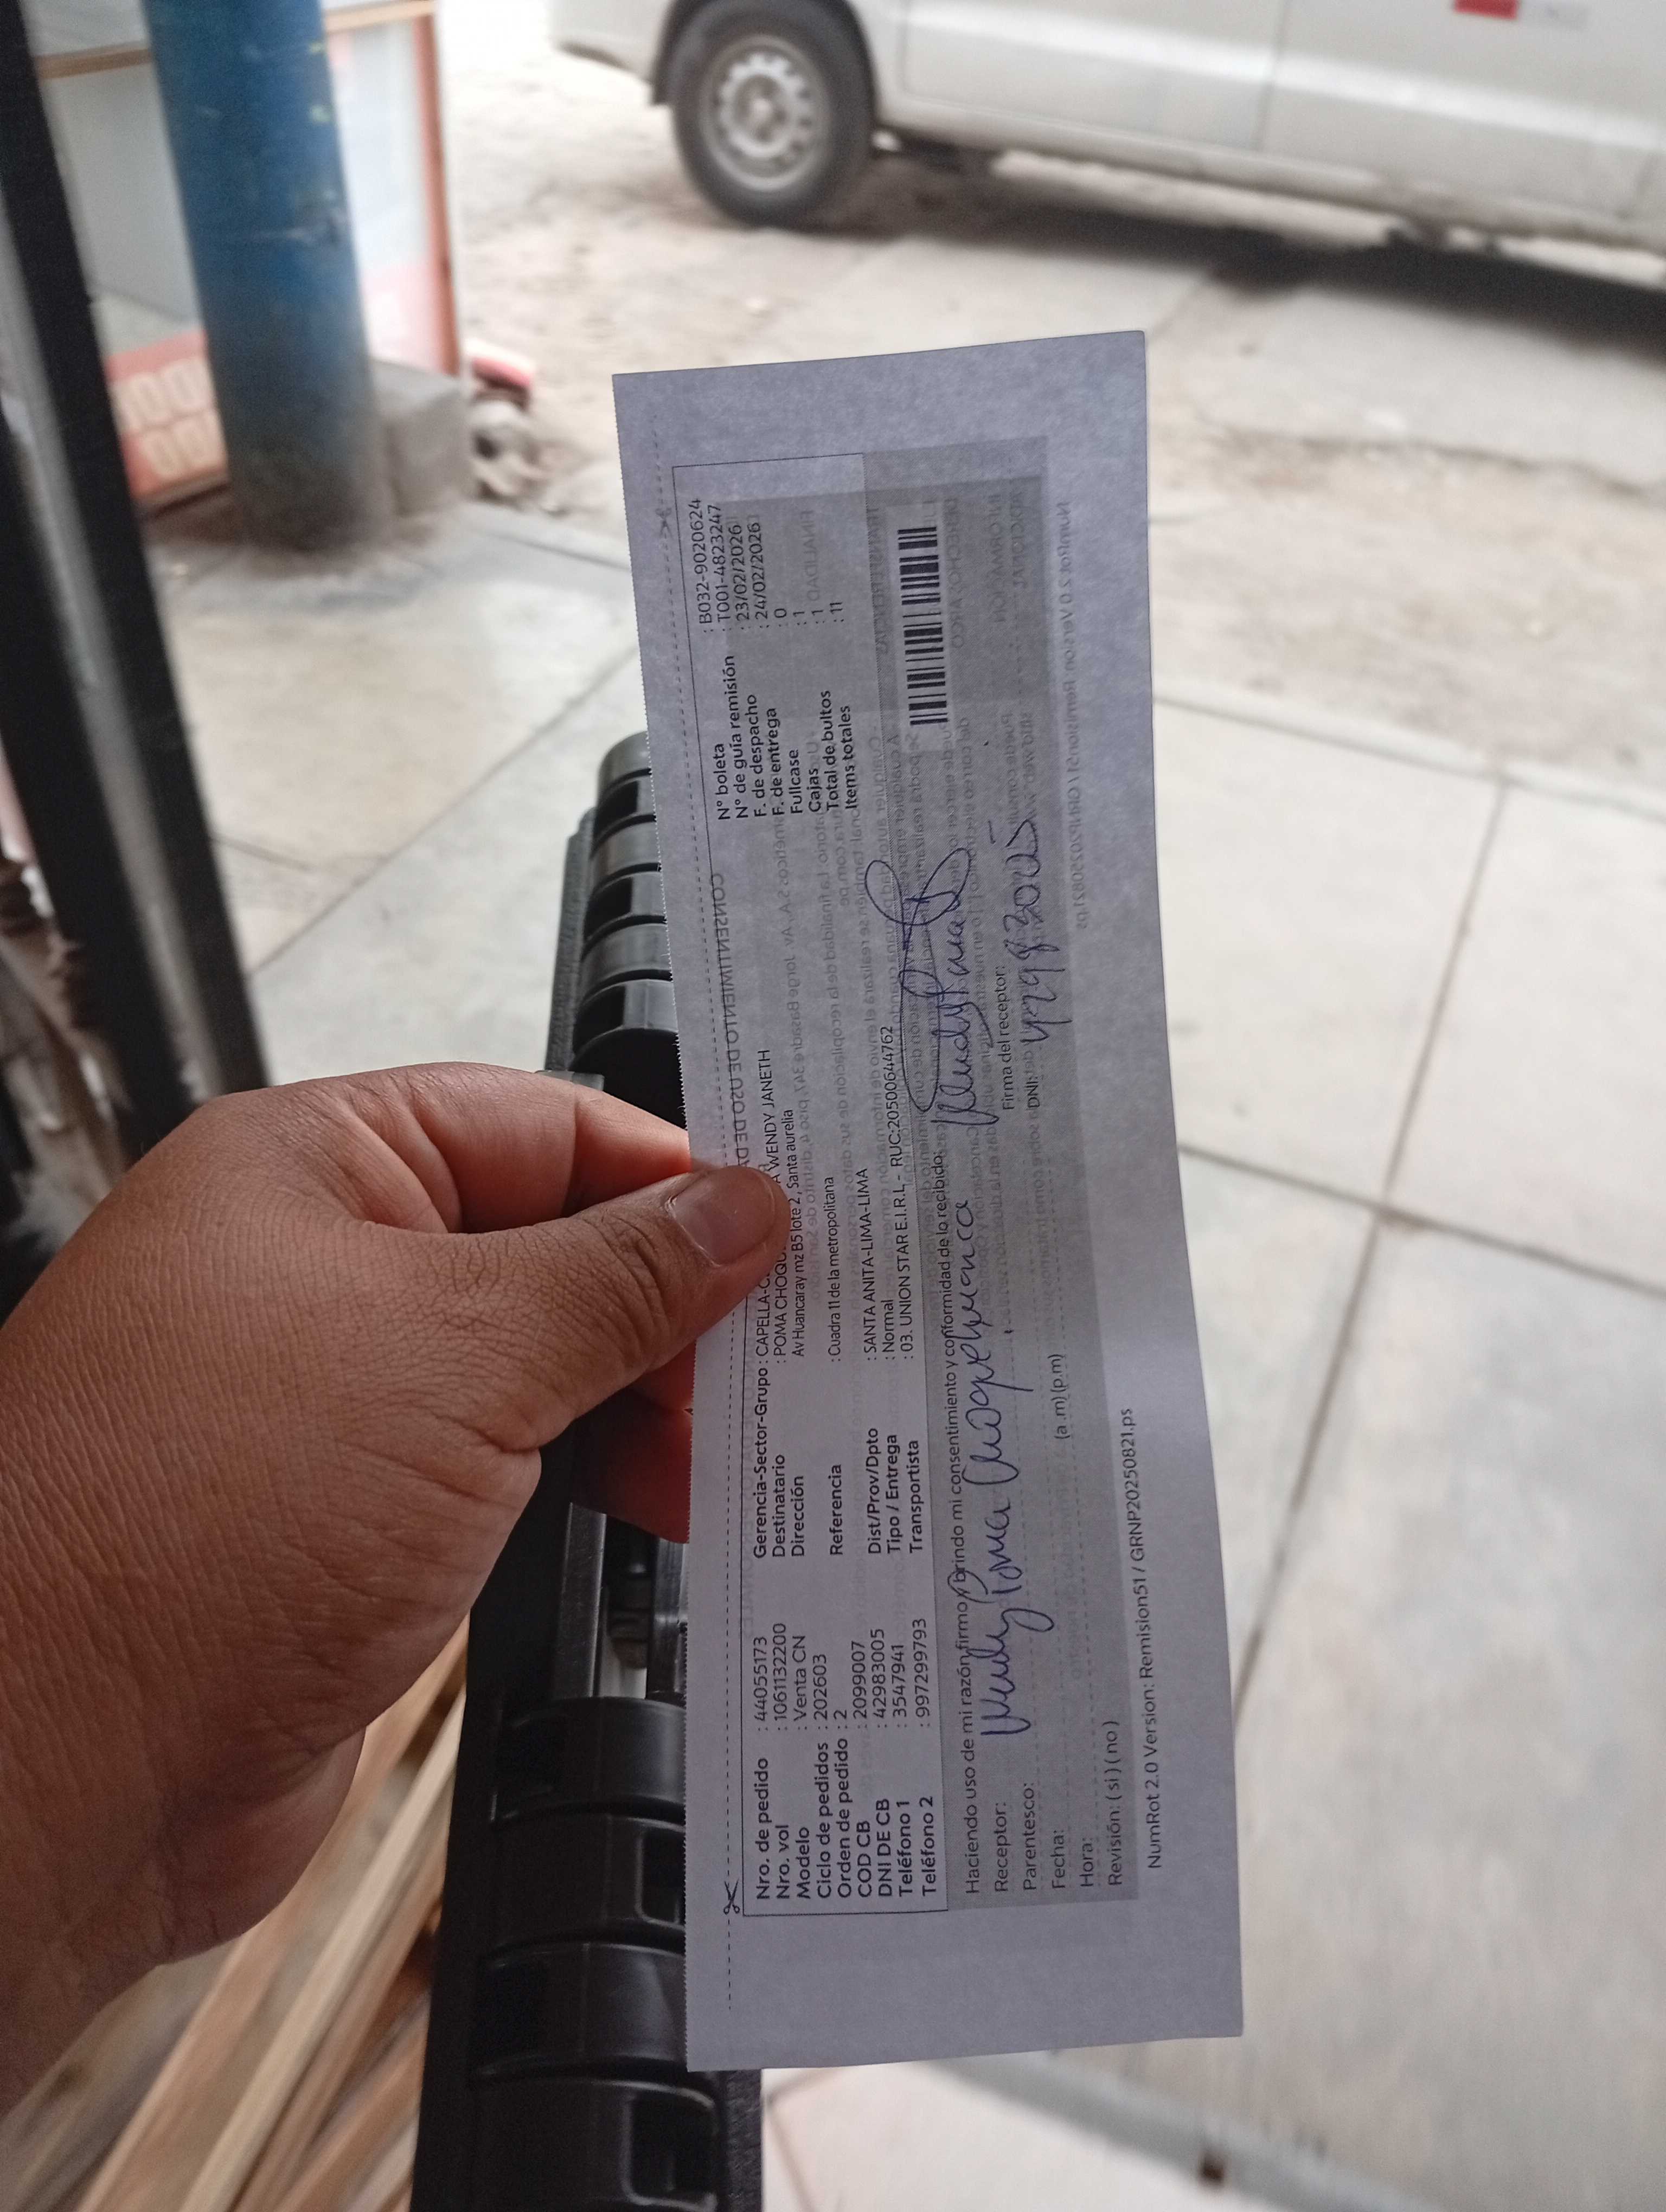 Nro. de pedido : 44055173
Nro. vol : 1061132200
Modelo : Venta CN
Ciclo de pedidos : 202603
Orden de pedido : 2
COD CB : 2099007
DNI DE CB : 42983005
Teléfono 1 : 3547941
Teléfono 2 : 997299793
Gerencia-Sector-Grupo : CAPELLA-C
Destinatario : POMA CHOQU WENDY JANETH
Dirección Av Huancaray mz B5 lote 2, Santa aurelia
Referencia : Cuadra 11 de la metropolitana
Dist/Prov/Dpto : SANTA ANITA-LIMA-LIMA
Tipo / Entrega : Normal
Transportista : 03. UNION STAR E.I.R.L - RUC:20500644762
N° boleta : B032-9020624
N° de guía remisión : T001-4823247
F. de despacho : 23/02/2026
F. de entrega : 24/02/2026
Fullcase : 0
Cajas : 1
Total de bultos : 1
Items totales : 11
Haciendo uso de mi razón firmo y brindo mi consentimiento y conformidad de lo recibido:
Receptor: Wendy Poma Choquehuanca
Parentesco:
Fecha:
Hora: (a.m) (p.m)
Revisión: ( si ) ( no )
Firma del receptor:
DNI: 42983005
NumRot 2.0 Version: Remision51 / GRNP20250821.ps